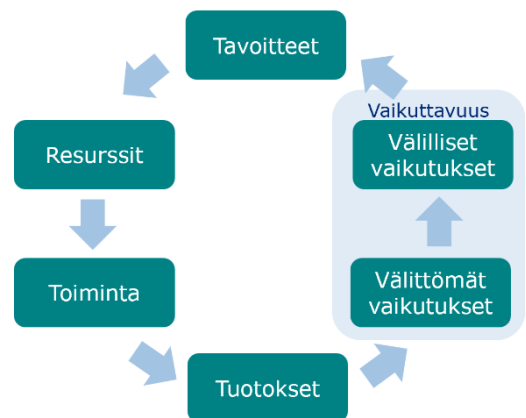 Tavoitteet
Resurssit
Toiminta
Tuotokset
Vaikuttavuus
Välilliset
vaikutukset
Välittömät
vaikutukset